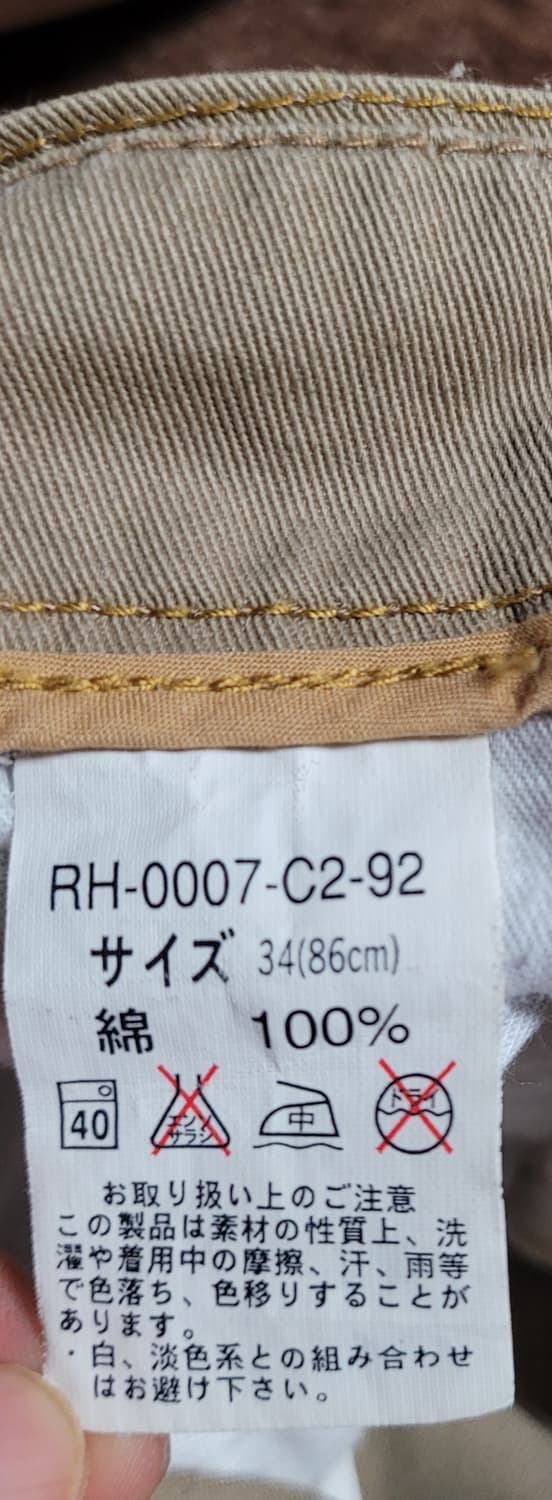 RH-0007-C2-92
サイズ 34(86cm)
綿 100%
40 エンソサラシ 中 ドライ
お取り扱い上のご注意
この製品は素材の性質上、洗
濯や着用中の摩擦、汗、雨等
で色落ち、色移りすることが
あります。
・白、淡色系との組み合わせ
はお避け下さい。